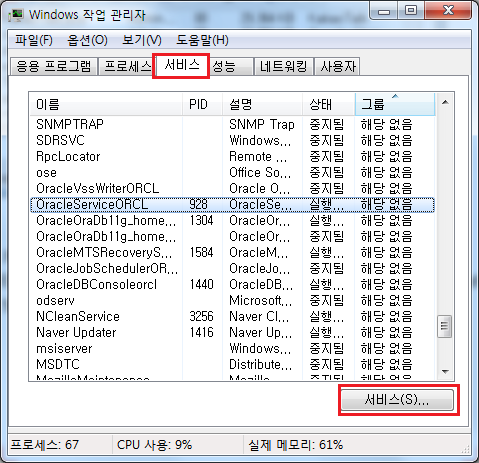 Windows 작업 관리자
파일(F) 옵션(O) 보기(V) 도움말(H)
응용 프로그램 프로세스 서비스 성능 네트워킹 사용자
이름 PID 설명 상태 그룹
SNMPTRAP SNMP Trap 중지됨 해당 없음
SDRSVC Windows... 중지됨 해당 없음
RpcLocator Remote ... 중지됨 해당 없음
ose Office So... 중지됨 해당 없음
OracleVssWriterORCL Oracle O... 중지됨 해당 없음
OracleServiceORCL 928 OracleSe... 실행... 해당 없음
OracleOraDb11g_home... 1304 OracleOr... 실행... 해당 없음
OracleOraDb11g_home... OracleOr... 중지됨 해당 없음
OracleMTSRecoveryS... 1584 OracleM... 실행... 해당 없음
OracleJobSchedulerOR... OracleJo... 중지됨 해당 없음
OracleDBConsoleorcl 1440 OracleDB... 실행... 해당 없음
odserv Microsoft... 중지됨 해당 없음
NCleanService 3256 Naver Cl... 실행... 해당 없음
Naver Updater 1416 Naver Up... 실행... 해당 없음
msiserver Windows... 중지됨 해당 없음
MSDTC Distribute... 중지됨 해당 없음
MozillaMaintenance
서비스(S)...
프로세스: 67 CPU 사용: 9% 실제 메모리: 61%